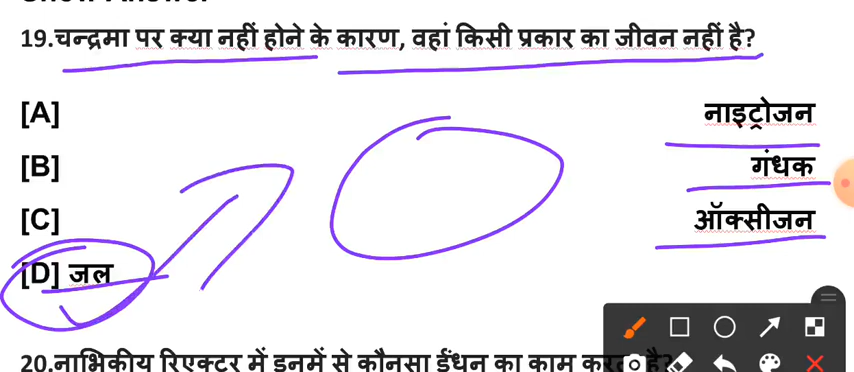 19.चन्द्रमा पर क्या नहीं होने के कारण, वहां किसी प्रकार का जीवन नहीं है?
[A] नाइट्रोजन
[B] गंधक
[C] ऑक्सीजन
[D] जल
20.नाभिकीय रिएक्टर में इनमें से कौनसा ईंधन का काम करता है?